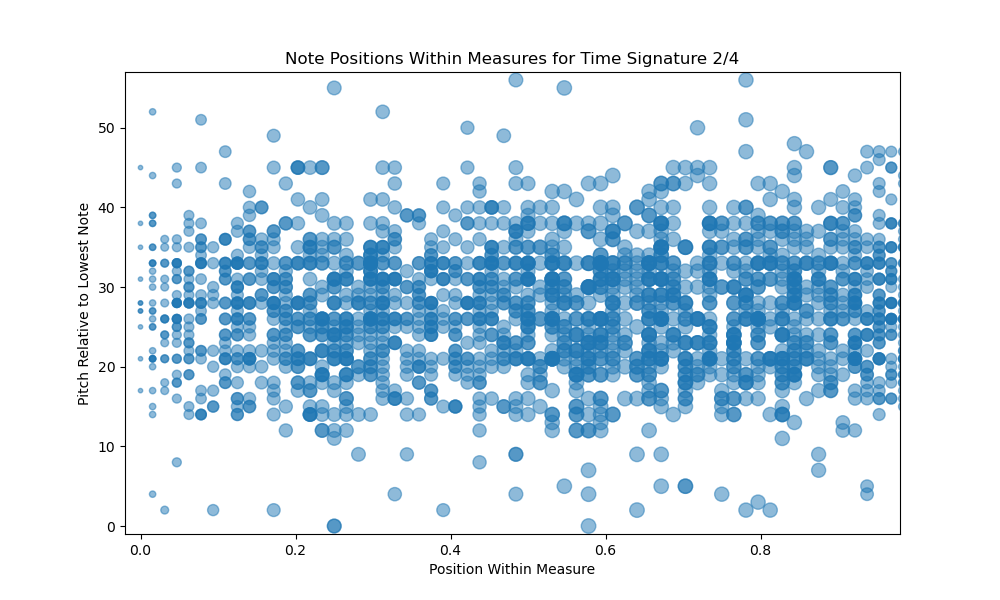 Note Positions Within Measures for Time Signature 2/4
Pitch Relative to Lowest Note
50
40
30
20
10
0
0.0 0.2 0.4 0.6 0.8
Position Within Measure